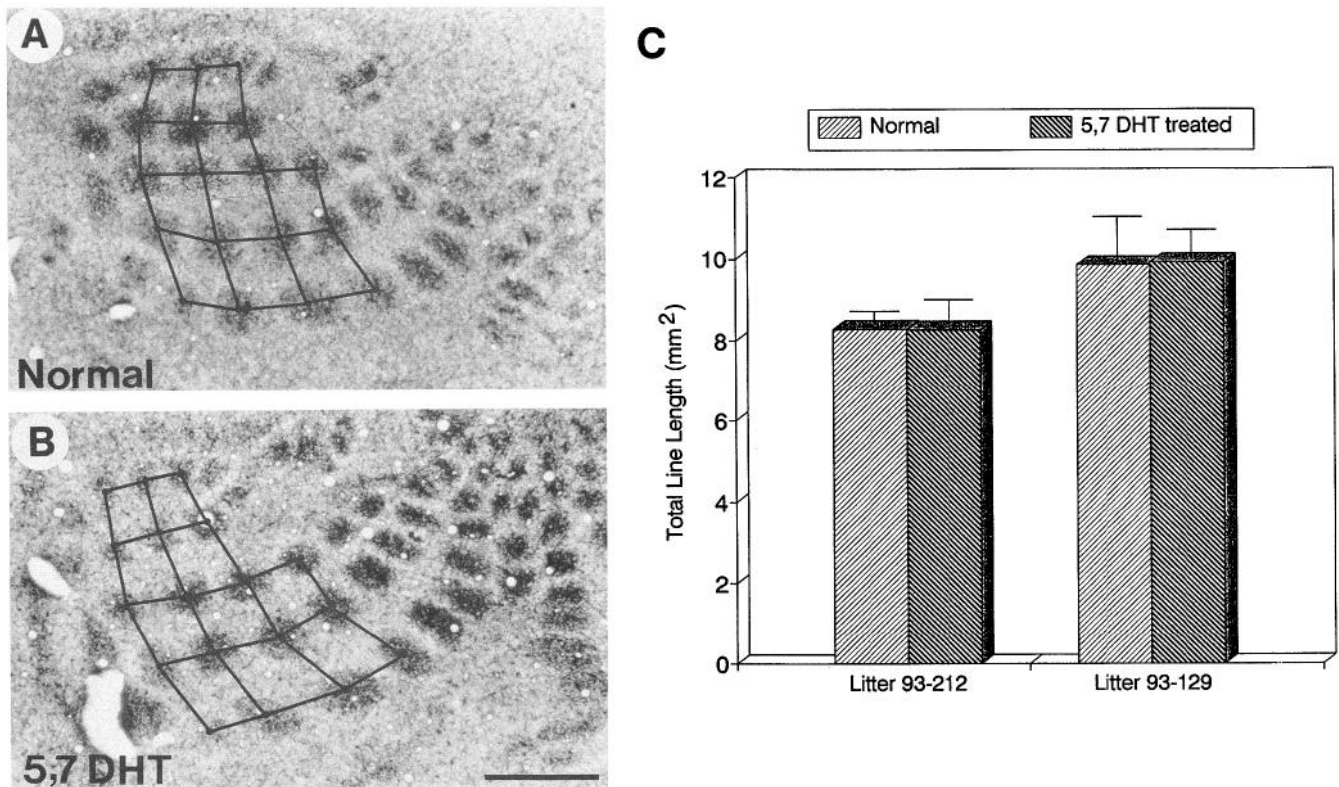 A
Normal
B
5,7 DHT
C
Normal
5,7 DHT treated
Total Line Length (mm²)
12
10
8
6
4
2
0
Litter 93-212
Litter 93-129